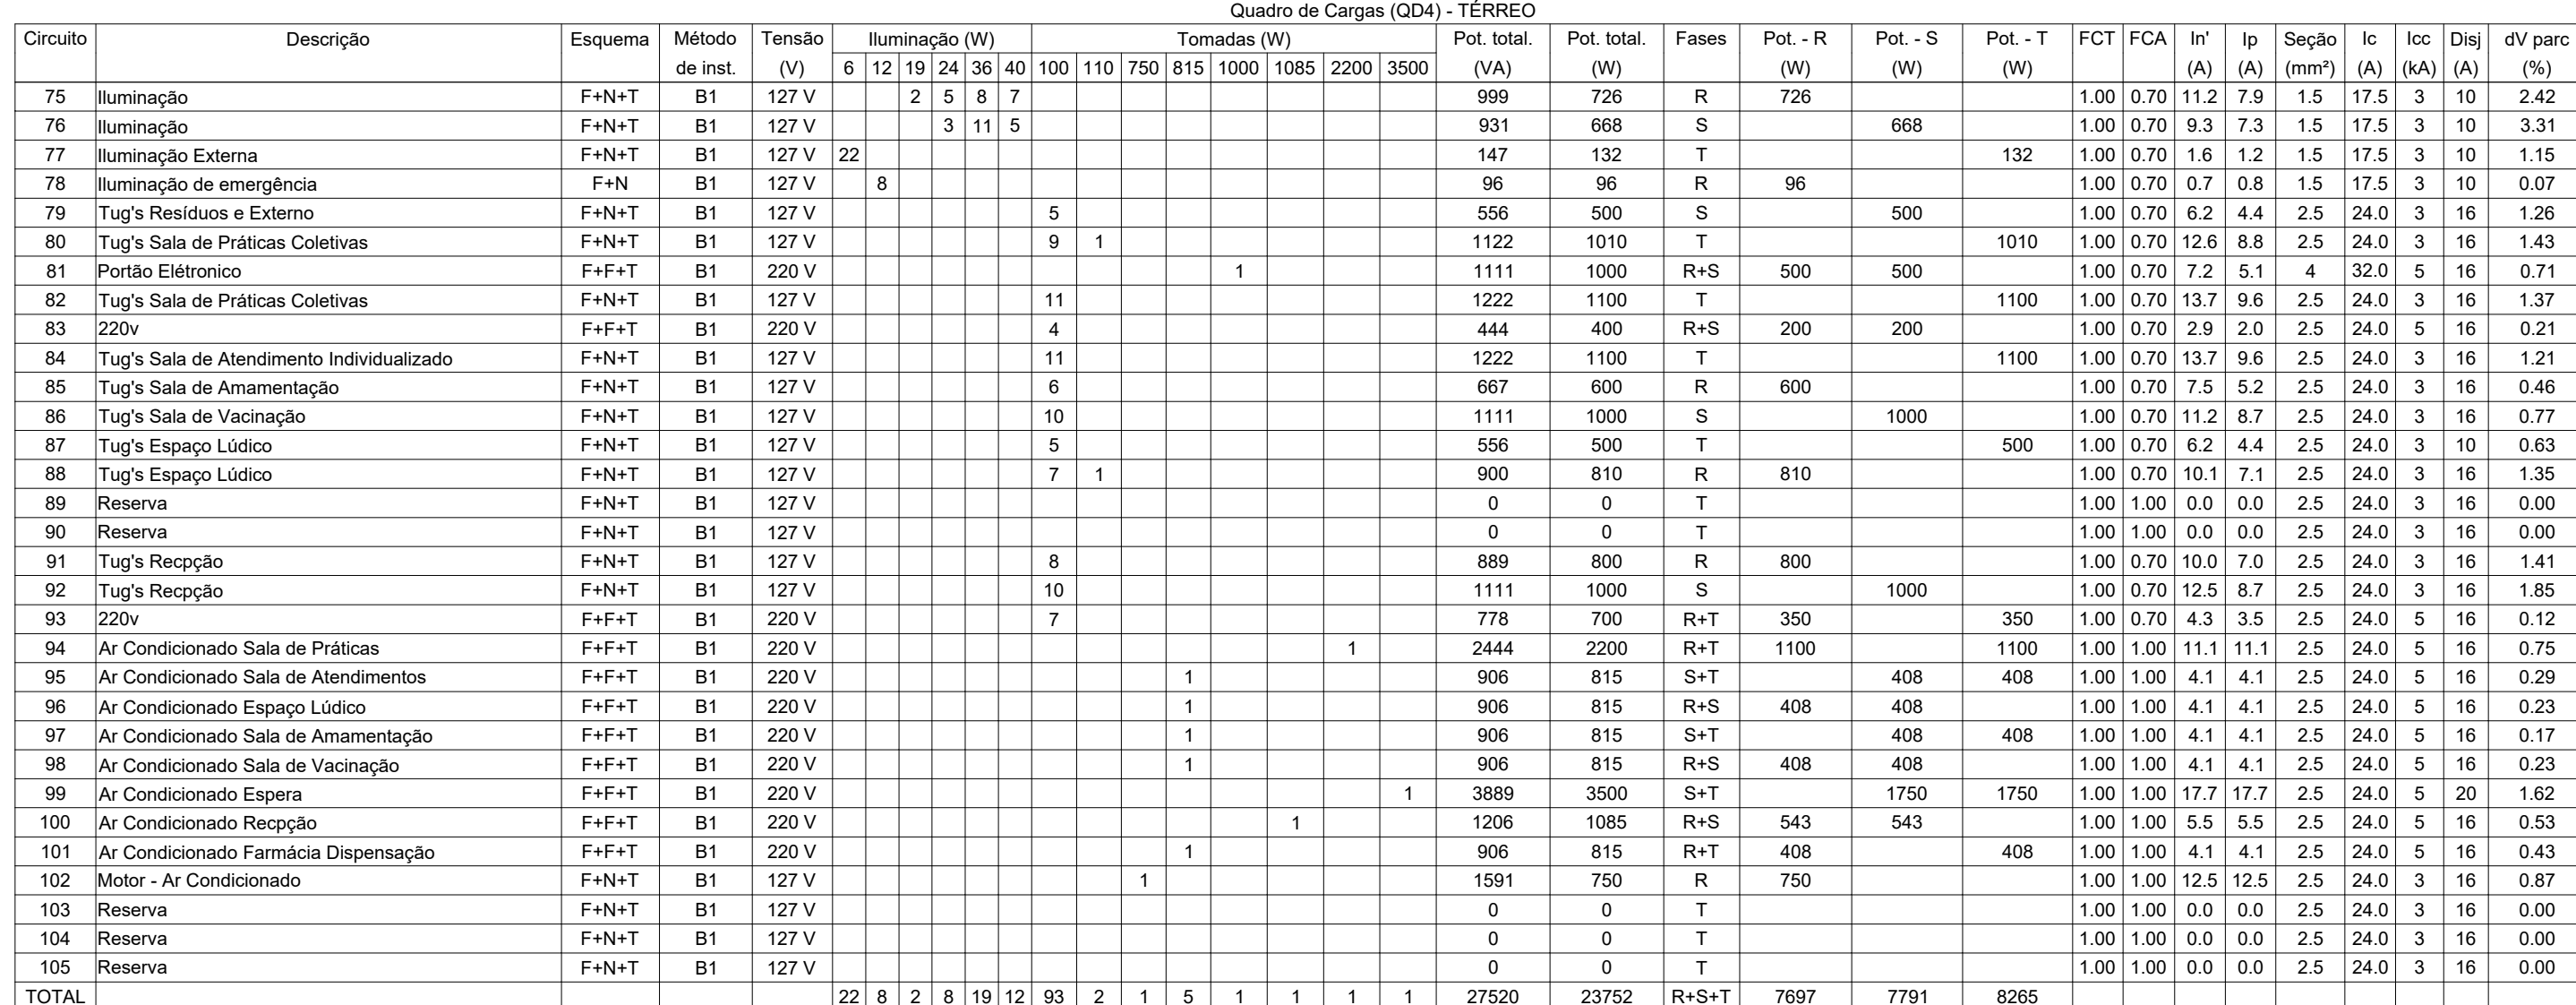 Quadro de Cargas (QD4) - TÉRREO
Circuito Descrição Esquema Método Tensão Iluminação (W) Tomadas (W) Pot. total. Pot. total. Fases Pot. - R Pot. - S Pot. - T FCT FCA In' Ip Seção Ic Icc Disj dV parc
de inst. (V) 6 12 19 24 36 40 100 110 750 815 1000 1085 2200 3500 (VA) (W) (W) (W) (W) (A) (A) (mm²) (A) (kA) (A) (%)
75 Iluminação F+N+T B1 127 V 2 5 8 7 999 726 R 726 1.00 0.70 11.2 7.9 1.5 17.5 3 10 2.42
76 Iluminação F+N+T B1 127 V 3 11 5 931 668 S 668 1.00 0.70 9.3 7.3 1.5 17.5 3 10 3.31
77 Iluminação Externa F+N+T B1 127 V 22 147 132 T 132 1.00 0.70 1.6 1.2 1.5 17.5 3 10 1.15
78 Iluminação de emergência F+N B1 127 V 8 96 96 R 96 1.00 0.70 0.7 0.8 1.5 17.5 3 10 0.07
79 Tug's Resíduos e Externo F+N+T B1 127 V 5 556 500 S 500 1.00 0.70 6.2 4.4 2.5 24.0 3 16 1.26
80 Tug's Sala de Práticas Coletivas F+N+T B1 127 V 9 1 1122 1010 T 1010 1.00 0.70 12.6 8.8 2.5 24.0 3 16 1.43
81 Portão Elétronico F+F+T B1 220 V 1 1111 1000 R+S 500 500 1.00 0.70 7.2 5.1 4 32.0 5 16 0.71
82 Tug's Sala de Práticas Coletivas F+N+T B1 127 V 11 1222 1100 T 1100 1.00 0.70 13.7 9.6 2.5 24.0 3 16 1.37
83 220v F+F+T B1 220 V 4 444 400 R+S 200 200 1.00 0.70 2.9 2.0 2.5 24.0 5 16 0.21
84 Tug's Sala de Atendimento Individualizado F+N+T B1 127 V 11 1222 1100 T 1100 1.00 0.70 13.7 9.6 2.5 24.0 3 16 1.21
85 Tug's Sala de Amamentação F+N+T B1 127 V 6 667 600 R 600 1.00 0.70 7.5 5.2 2.5 24.0 3 16 0.46
86 Tug's Sala de Vacinação F+N+T B1 127 V 10 1111 1000 S 1000 1.00 0.70 11.2 8.7 2.5 24.0 3 16 0.77
87 Tug's Espaço Lúdico F+N+T B1 127 V 5 556 500 T 500 1.00 0.70 6.2 4.4 2.5 24.0 3 10 0.63
88 Tug's Espaço Lúdico F+N+T B1 127 V 7 1 900 810 R 810 1.00 0.70 10.1 7.1 2.5 24.0 3 16 1.35
89 Reserva F+N+T B1 127 V 0 0 T 1.00 1.00 0.0 0.0 2.5 24.0 3 16 0.00
90 Reserva F+N+T B1 127 V 0 0 T 1.00 1.00 0.0 0.0 2.5 24.0 3 16 0.00
91 Tug's Recpção F+N+T B1 127 V 8 889 800 R 800 1.00 0.70 10.0 7.0 2.5 24.0 3 16 1.41
92 Tug's Recpção F+N+T B1 127 V 10 1111 1000 S 1000 1.00 0.70 12.5 8.7 2.5 24.0 3 16 1.85
93 220v F+F+T B1 220 V 7 778 700 R+T 350 350 1.00 0.70 4.3 3.5 2.5 24.0 5 16 0.12
94 Ar Condicionado Sala de Práticas F+F+T B1 220 V 1 2444 2200 R+T 1100 1100 1.00 1.00 11.1 11.1 2.5 24.0 5 16 0.75
95 Ar Condicionado Sala de Atendimentos F+F+T B1 220 V 1 906 815 S+T 408 408 1.00 1.00 4.1 4.1 2.5 24.0 5 16 0.29
96 Ar Condicionado Espaço Lúdico F+F+T B1 220 V 1 906 815 R+S 408 408 1.00 1.00 4.1 4.1 2.5 24.0 5 16 0.23
97 Ar Condicionado Sala de Amamentação F+F+T B1 220 V 1 906 815 S+T 408 408 1.00 1.00 4.1 4.1 2.5 24.0 5 16 0.17
98 Ar Condicionado Sala de Vacinação F+F+T B1 220 V 1 906 815 R+S 408 408 1.00 1.00 4.1 4.1 2.5 24.0 5 16 0.23
99 Ar Condicionado Espera F+F+T B1 220 V 1 3889 3500 S+T 1750 1750 1.00 1.00 17.7 17.7 2.5 24.0 5 20 1.62
100 Ar Condicionado Recpção F+F+T B1 220 V 1 1206 1085 R+S 543 543 1.00 1.00 5.5 5.5 2.5 24.0 5 16 0.53
101 Ar Condicionado Farmácia Dispensação F+F+T B1 220 V 1 906 815 R+T 408 408 1.00 1.00 4.1 4.1 2.5 24.0 5 16 0.43
102 Motor - Ar Condicionado F+N+T B1 127 V 1 1591 750 R 750 1.00 1.00 12.5 12.5 2.5 24.0 3 16 0.87
103 Reserva F+N+T B1 127 V 0 0 T 1.00 1.00 0.0 0.0 2.5 24.0 3 16 0.00
104 Reserva F+N+T B1 127 V 0 0 T 1.00 1.00 0.0 0.0 2.5 24.0 3 16 0.00
105 Reserva F+N+T B1 127 V 0 0 T 1.00 1.00 0.0 0.0 2.5 24.0 3 16 0.00
TOTAL 22 8 2 8 19 12 93 2 1 5 1 1 1 1 27520 23752 R+S+T 7697 7791 8265